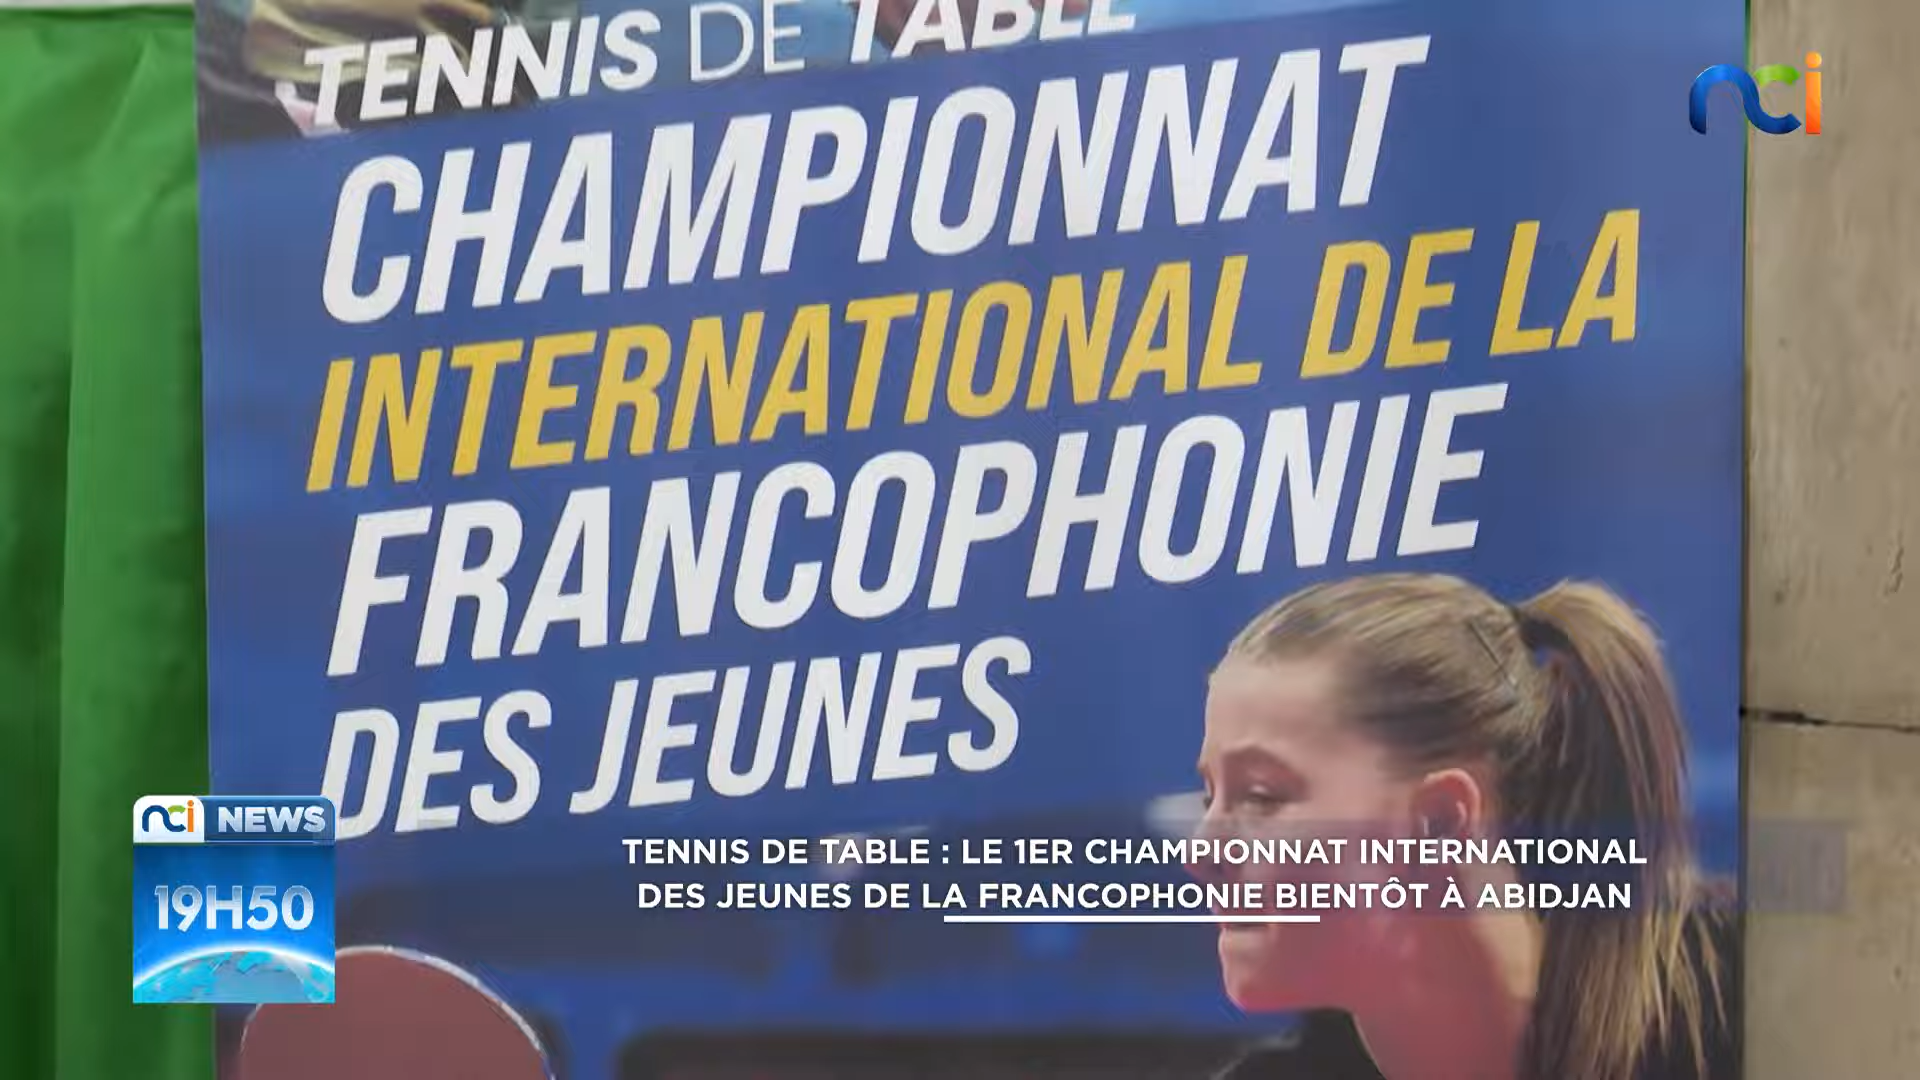 TENNIS DE TABLE
CHAMPIONNAT
INTERNATIONAL DE LA
FRANCOPHONIE
DES JEUNES
nci
nci NEWS
19H50
TENNIS DE TABLE : LE 1ER CHAMPIONNAT INTERNATIONAL
DES JEUNES DE LA FRANCOPHONIE BIENTÔT À ABIDJAN